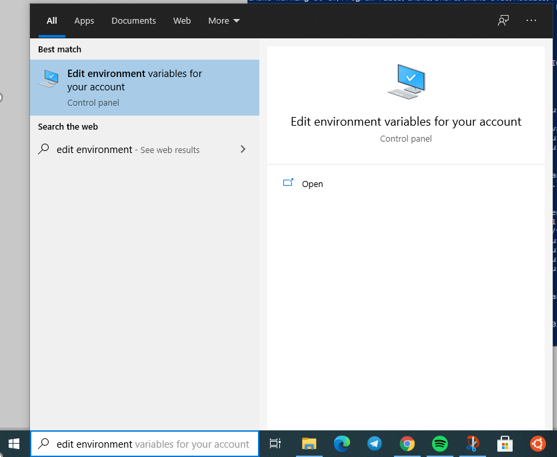 All Apps Documents Web More
Best match
Edit environment variables for
your account
Control panel
Search the web
edit environment - See web results
Edit environment variables for your account
Control panel
Open
edit environment variables for your account